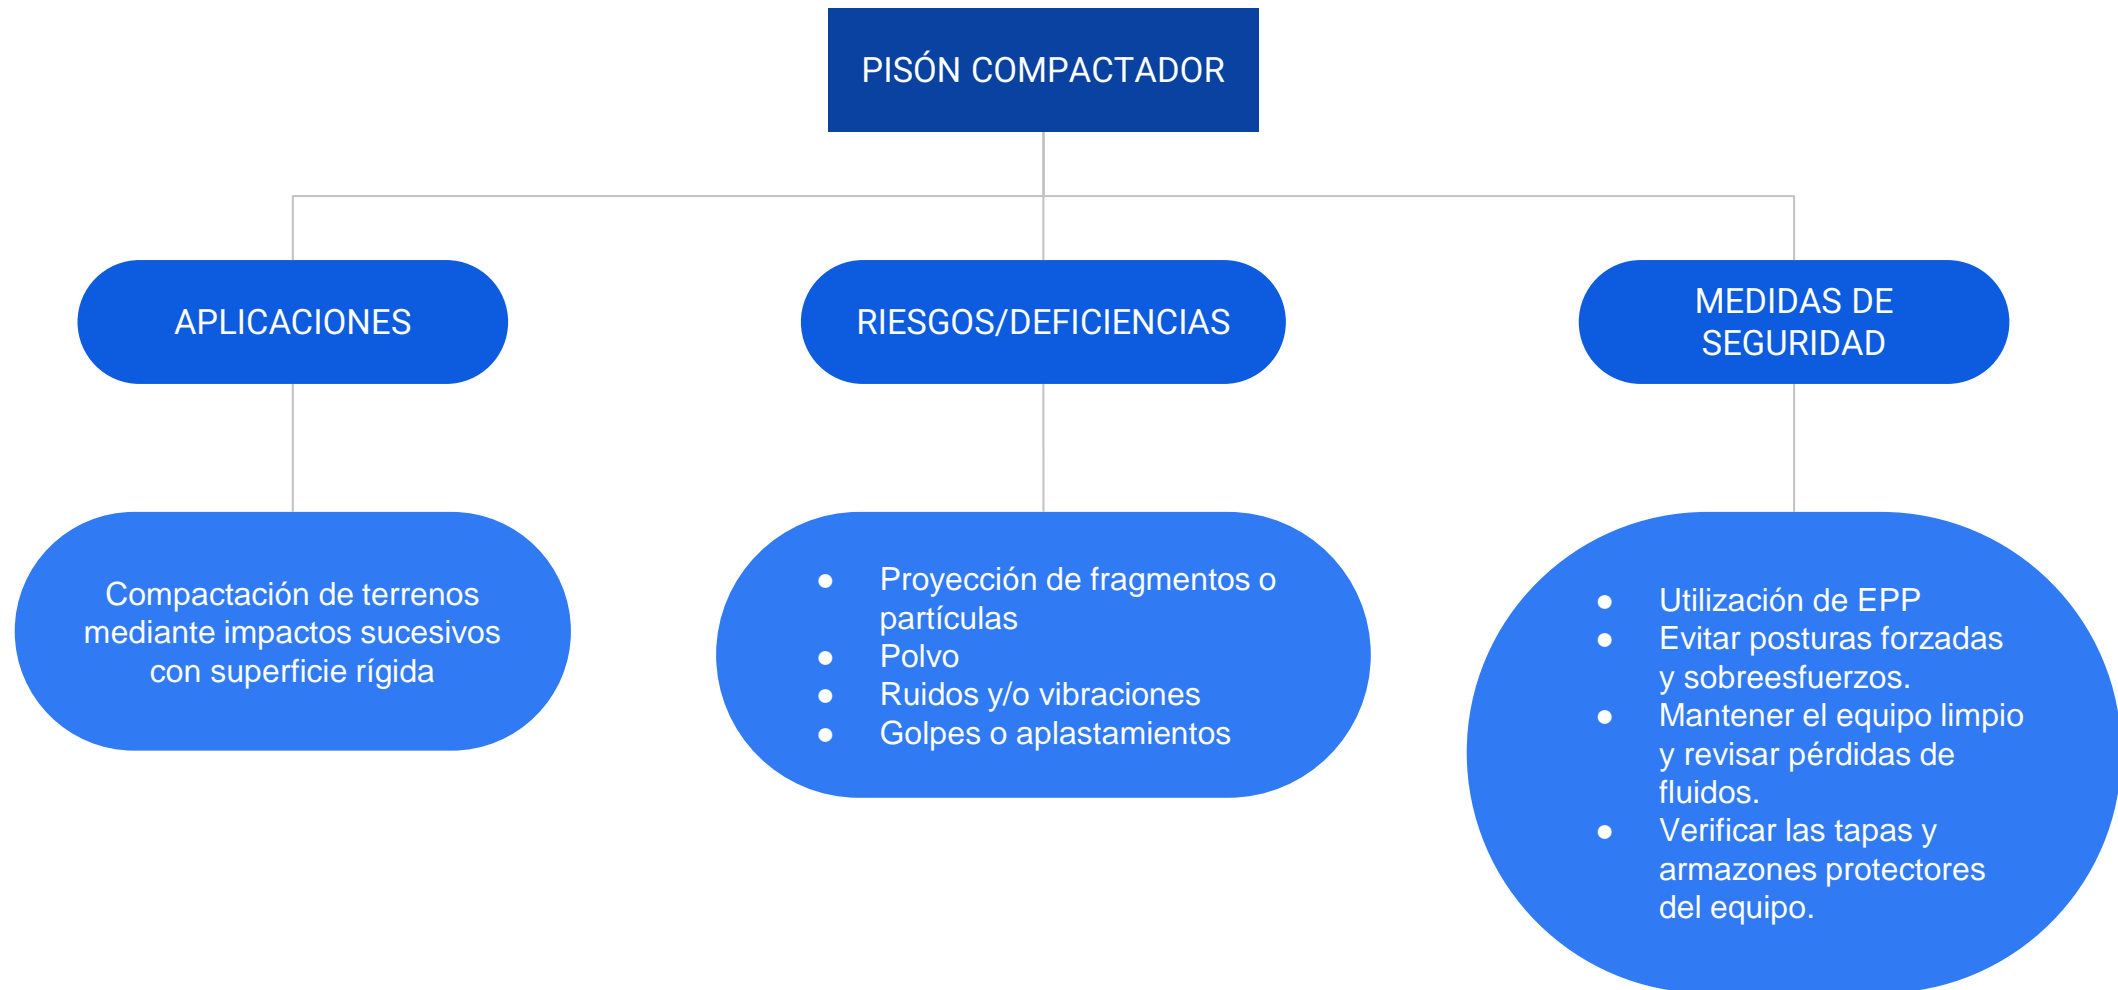 PISÓN COMPACTADOR
APLICACIONES
RIESGOS/DEFICIENCIAS
MEDIDAS DE
SEGURIDAD
Compactación de terrenos
mediante impactos sucesivos
con superficie rígida
● Proyección de fragmentos o
partículas
● Polvo
● Ruidos y/o vibraciones
● Golpes o aplastamientos
● Utilización de EPP
● Evitar posturas forzadas
y sobreesfuerzos.
● Mantener el equipo limpio
y revisar pérdidas de
fluidos.
● Verificar las tapas y
armazones protectores
del equipo.